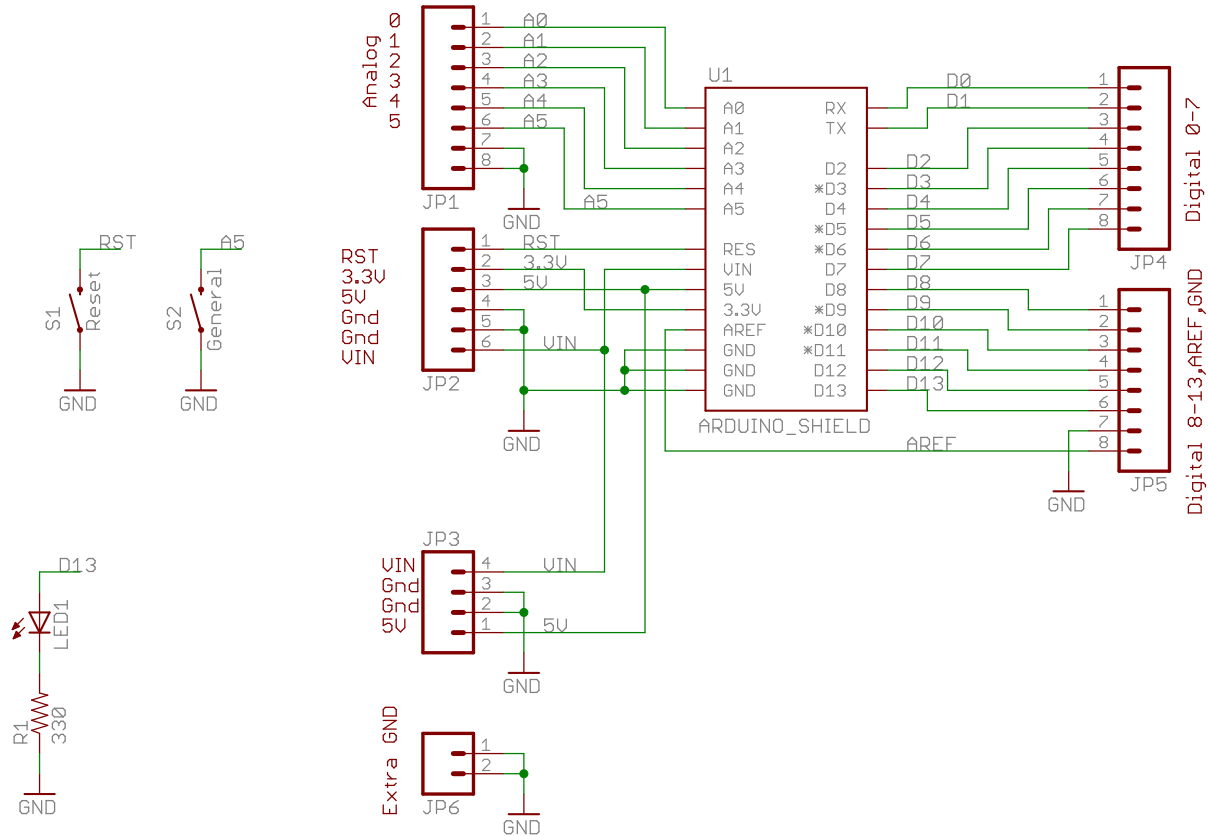 0
1
2
3
4
5
Analog
1
2
3
4
5
6
7
8
A0
A1
A2
A3
A4
A5
JP1
GND
A5
RST
3.3V
5V
Gnd
Gnd
VIN
1
2
3
4
5
6
RST
3.3V
5V
VIN
JP2
GND
RST
S1
Reset
GND
A5
S2
General
GND
U1
A0
A1
A2
A3
A4
A5
RES
VIN
5V
3.3V
AREF
GND
GND
GND
RX
TX
D2
*D3
D4
*D5
*D6
D7
D8
*D9
*D10
*D11
D12
D13
ARDUINO_SHIELD
D0
D1
D2
D3
D4
D5
D6
D7
D8
D9
D10
D11
D12
D13
AREF
1
2
3
4
5
6
7
8
JP4
Digital 0-7
1
2
3
4
5
6
7
8
JP5
Digital 8-13,AREF,GND
GND
JP3
VIN
Gnd
Gnd
5V
4
3
2
1
VIN
5V
GND
D13
LED1
R1
330
GND
Extra GND
1
2
JP6
GND